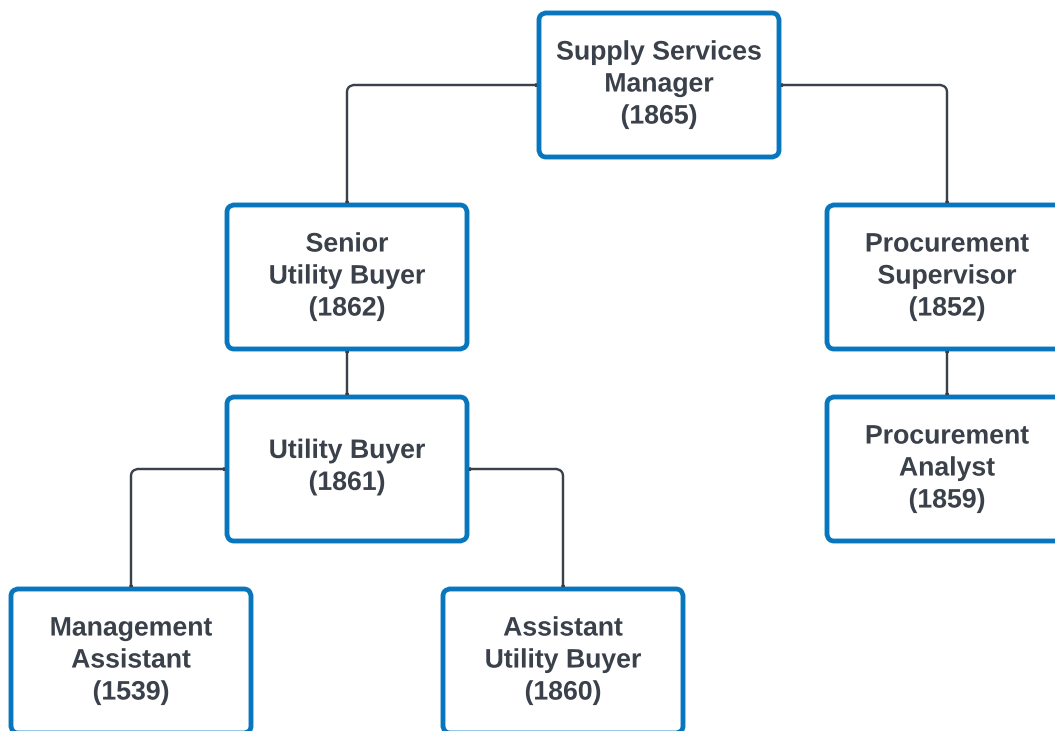 Supply Services
Manager
(1865)
Senior
Utility Buyer
(1862)
Procurement
Supervisor
(1852)
Utility Buyer
(1861)
Procurement
Analyst
(1859)
Management
Assistant
(1539)
Assistant
Utility Buyer
(1860)